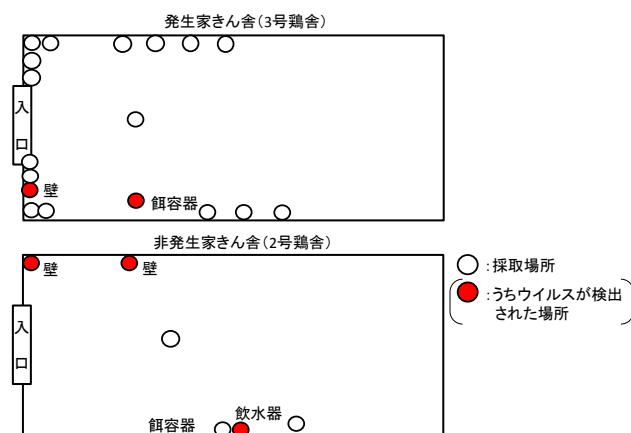 発生家きん舎(3号鶏舎)
入
口
壁
餌容器
非発生家きん舎(2号鶏舎)
壁
壁
:採取場所
:うちウイルスが検出
された場所
入
口
飲水器
餌容器